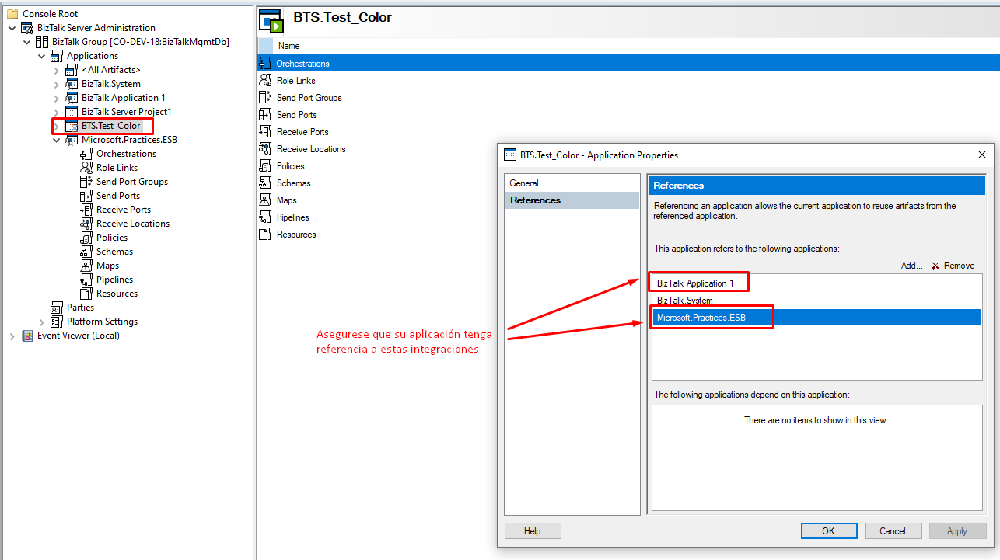 Console Root
BizTalk Server Administration
BizTalk Group [CO-DEV-18:BizTalkMgmtDb]
Applications
<All Artifacts>
BizTalk.System
BizTalk Application 1
BizTalk Server Project1
BTS.Test_Color
Microsoft.Practices.ESB
Orchestrations
Role Links
Send Port Groups
Send Ports
Receive Ports
Receive Locations
Policies
Schemas
Maps
Pipelines
Resources
Parties
Platform Settings
Event Viewer (Local)
BTS.Test_Color
Name
Orchestrations
Role Links
Send Port Groups
Send Ports
Receive Ports
Receive Locations
Policies
Schemas
Maps
Pipelines
Resources
Asegurese que su aplicación tenga
referencia a estas integraciones
BTS.Test_Color - Application Properties
General
References
References
Referencing an application allows the current application to reuse artifacts from the
referenced application.
This application refers to the following applications:
Add... Remove
BizTalk Application 1
BizTalk.System
Microsoft.Practices.ESB
The following applications depend on this application:
There are no items to show in this view.
Help OK Cancel Apply